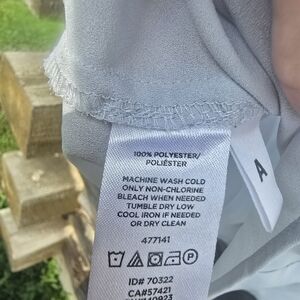 100% POLYESTER/
POLIÉSTER
MACHINE WASH COLD
ONLY NON-CHLORINE
BLEACH WHEN NEEDED
TUMBLE DRY LOW
COOL IRON IF NEEDED
OR DRY CLEAN
477141
ID# 70322
CA#57421
A